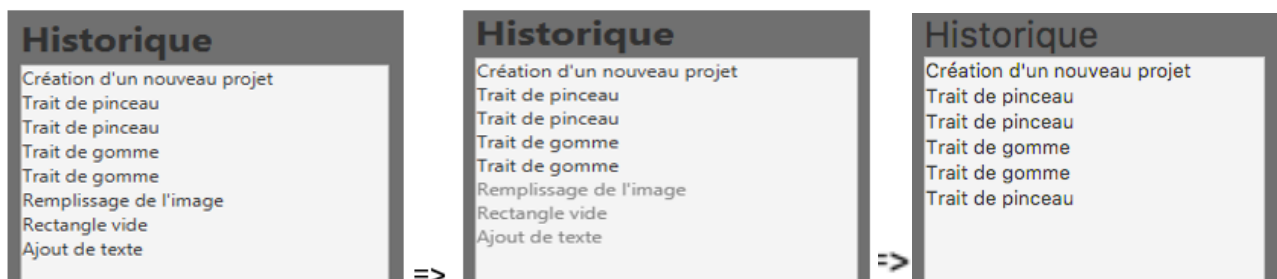 Historique
Création d'un nouveau projet
Trait de pinceau
Trait de pinceau
Trait de gomme
Trait de gomme
Remplissage de l'image
Rectangle vide
Ajout de texte
=>
Historique
Création d'un nouveau projet
Trait de pinceau
Trait de pinceau
Trait de gomme
Trait de gomme
Remplissage de l'image
Rectangle vide
Ajout de texte
=>
Historique
Création d'un nouveau projet
Trait de pinceau
Trait de pinceau
Trait de gomme
Trait de gomme
Trait de pinceau